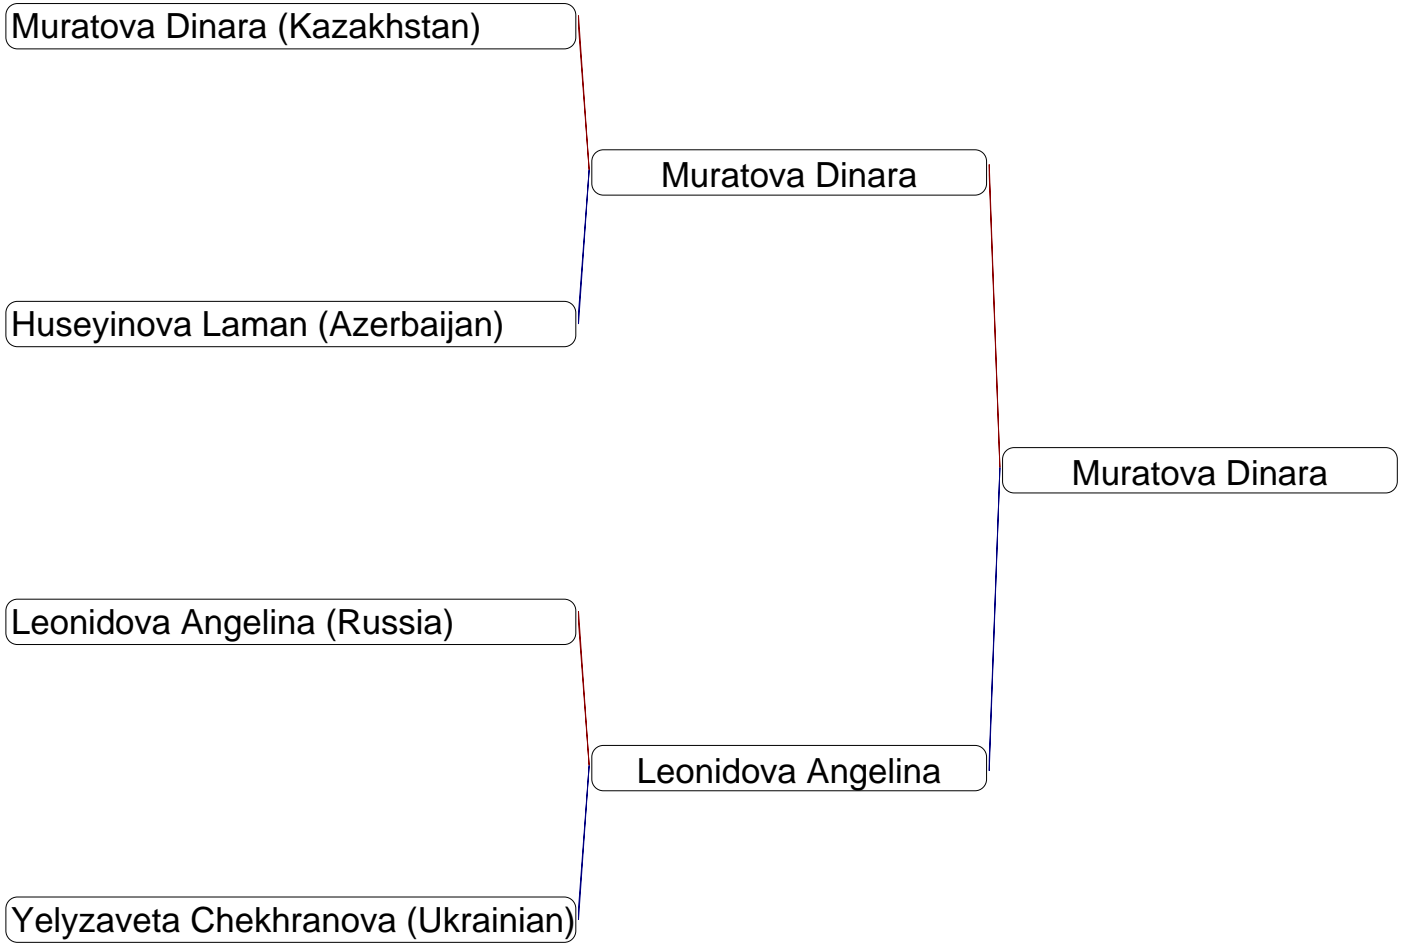 Muratova Dinara (Kazakhstan)
Muratova Dinara
Huseyinova Laman (Azerbaijan)
Muratova Dinara
Leonidova Angelina (Russia)
Leonidova Angelina
Yelyzaveta Chekhranova (Ukrainian)